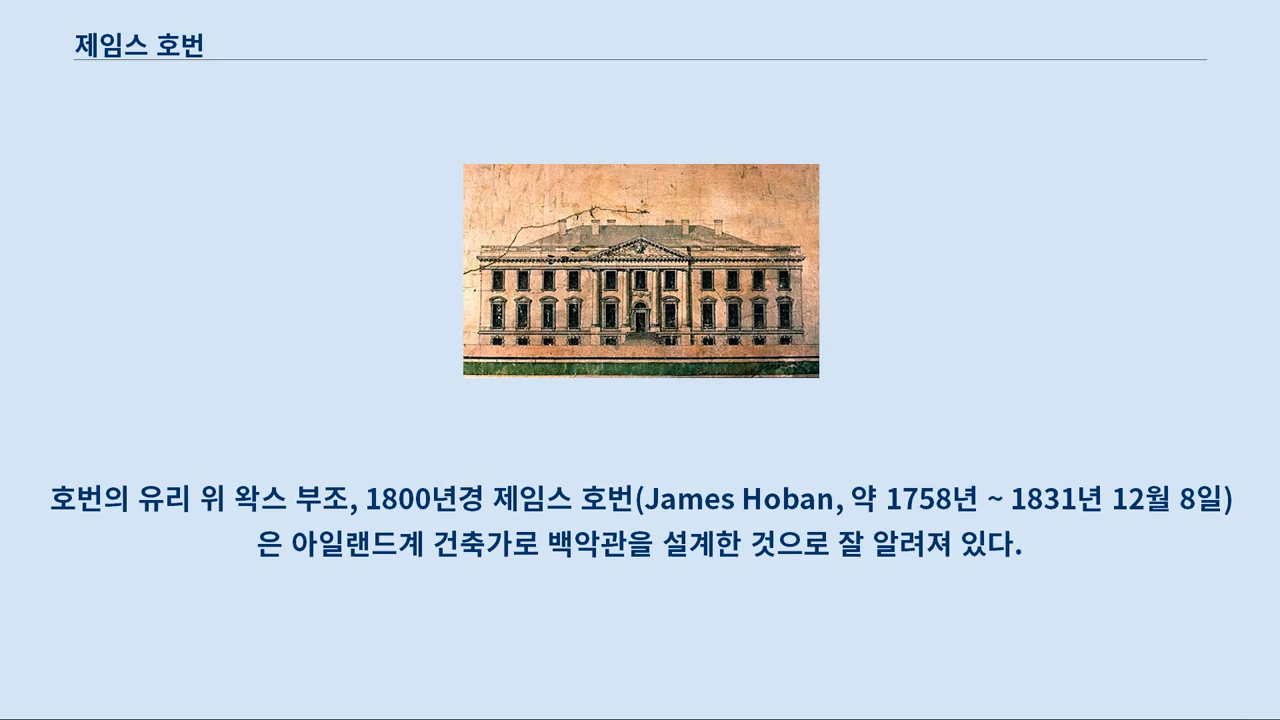 제임스 호번
호번의 유리 위 왁스 부조, 1800년경 제임스 호번(James Hoban, 약 1758년 ~ 1831년 12월 8일)
은 아일랜드계 건축가로 백악관을 설계한 것으로 잘 알려져 있다.